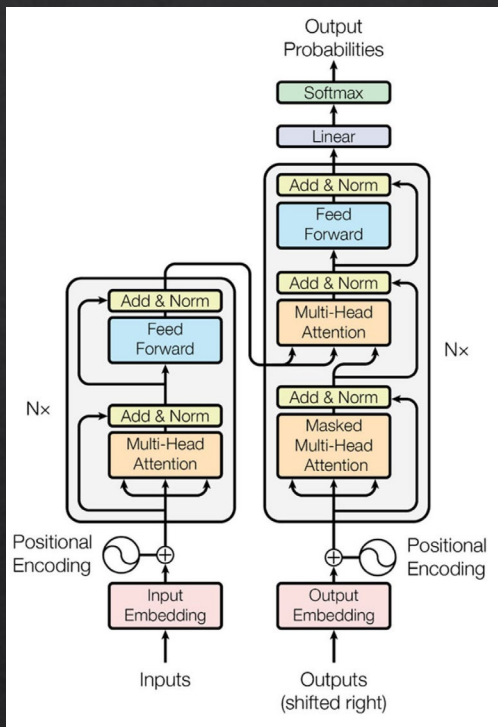 Output
Probabilities
Softmax
Linear
Add & Norm
Feed
Forward
Add & Norm
Multi-Head
Attention
Add & Norm
Masked
Multi-Head
Attention
Nx
Add & Norm
Feed
Forward
Add & Norm
Multi-Head
Attention
Nx
Positional
Encoding
Input
Embedding
Inputs
Positional
Encoding
Output
Embedding
Outputs
(shifted right)